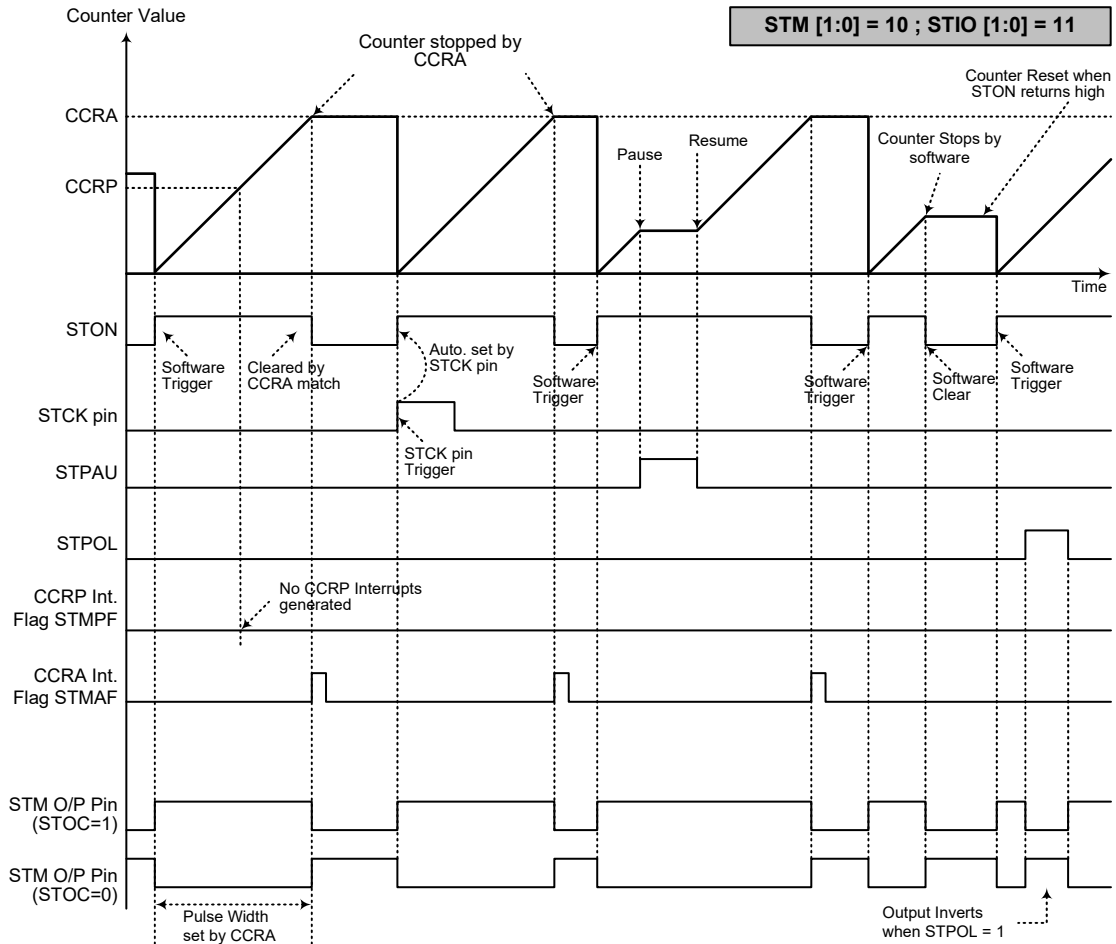 Counter Value
STM [1:0] = 10 ; STIO [1:0] = 11
Counter stopped by
CCRA
Counter Reset when
STON returns high
CCRA
Pause
Resume
Counter Stops by
software
CCRP
Time
STON
Software
Trigger
Cleared by
CCRA match
Auto. set by
STCK pin
Software
Trigger
Software
Trigger
Software
Clear
Software
Trigger
STCK pin
STCK pin
Trigger
STPAU
STPOL
CCRP Int.
Flag STMPF
No CCRP Interrupts
generated
CCRA Int.
Flag STMAF
STM O/P Pin
(STOC=1)
STM O/P Pin
(STOC=0)
Pulse Width
set by CCRA
Output Inverts
when STPOL = 1